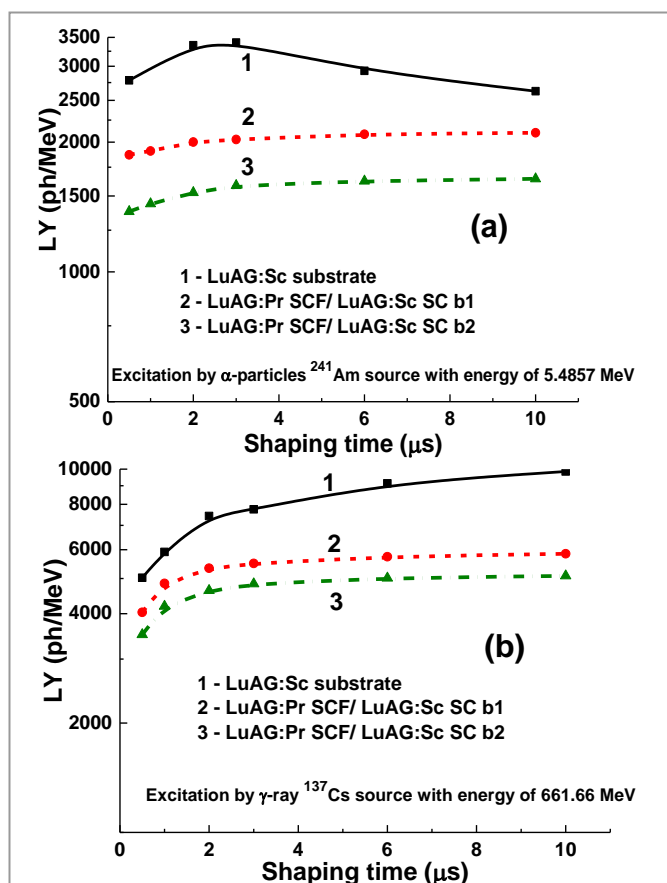 3500
3000
2500
2000
1500
1000
500
LY (ph/MeV)
1
2
3
(a)
1 - LuAG:Sc substrate
2 - LuAG:Pr SCF/ LuAG:Sc SC b1
3 - LuAG:Pr SCF/ LuAG:Sc SC b2
Excitation by α-particles ²⁴¹Am source with energy of 5.4857 MeV
0 2 4 6 8 10
Shaping time (μs)
10000
8000
6000
4000
2000
LY (ph/MeV)
1
2
3
(b)
1 - LuAG:Sc substrate
2 - LuAG:Pr SCF/ LuAG:Sc SC b1
3 - LuAG:Pr SCF/ LuAG:Sc SC b2
Excitation by γ-ray ¹³⁷Cs source with energy of 661.66 MeV
0 2 4 6 8 10
Shaping time (μs)